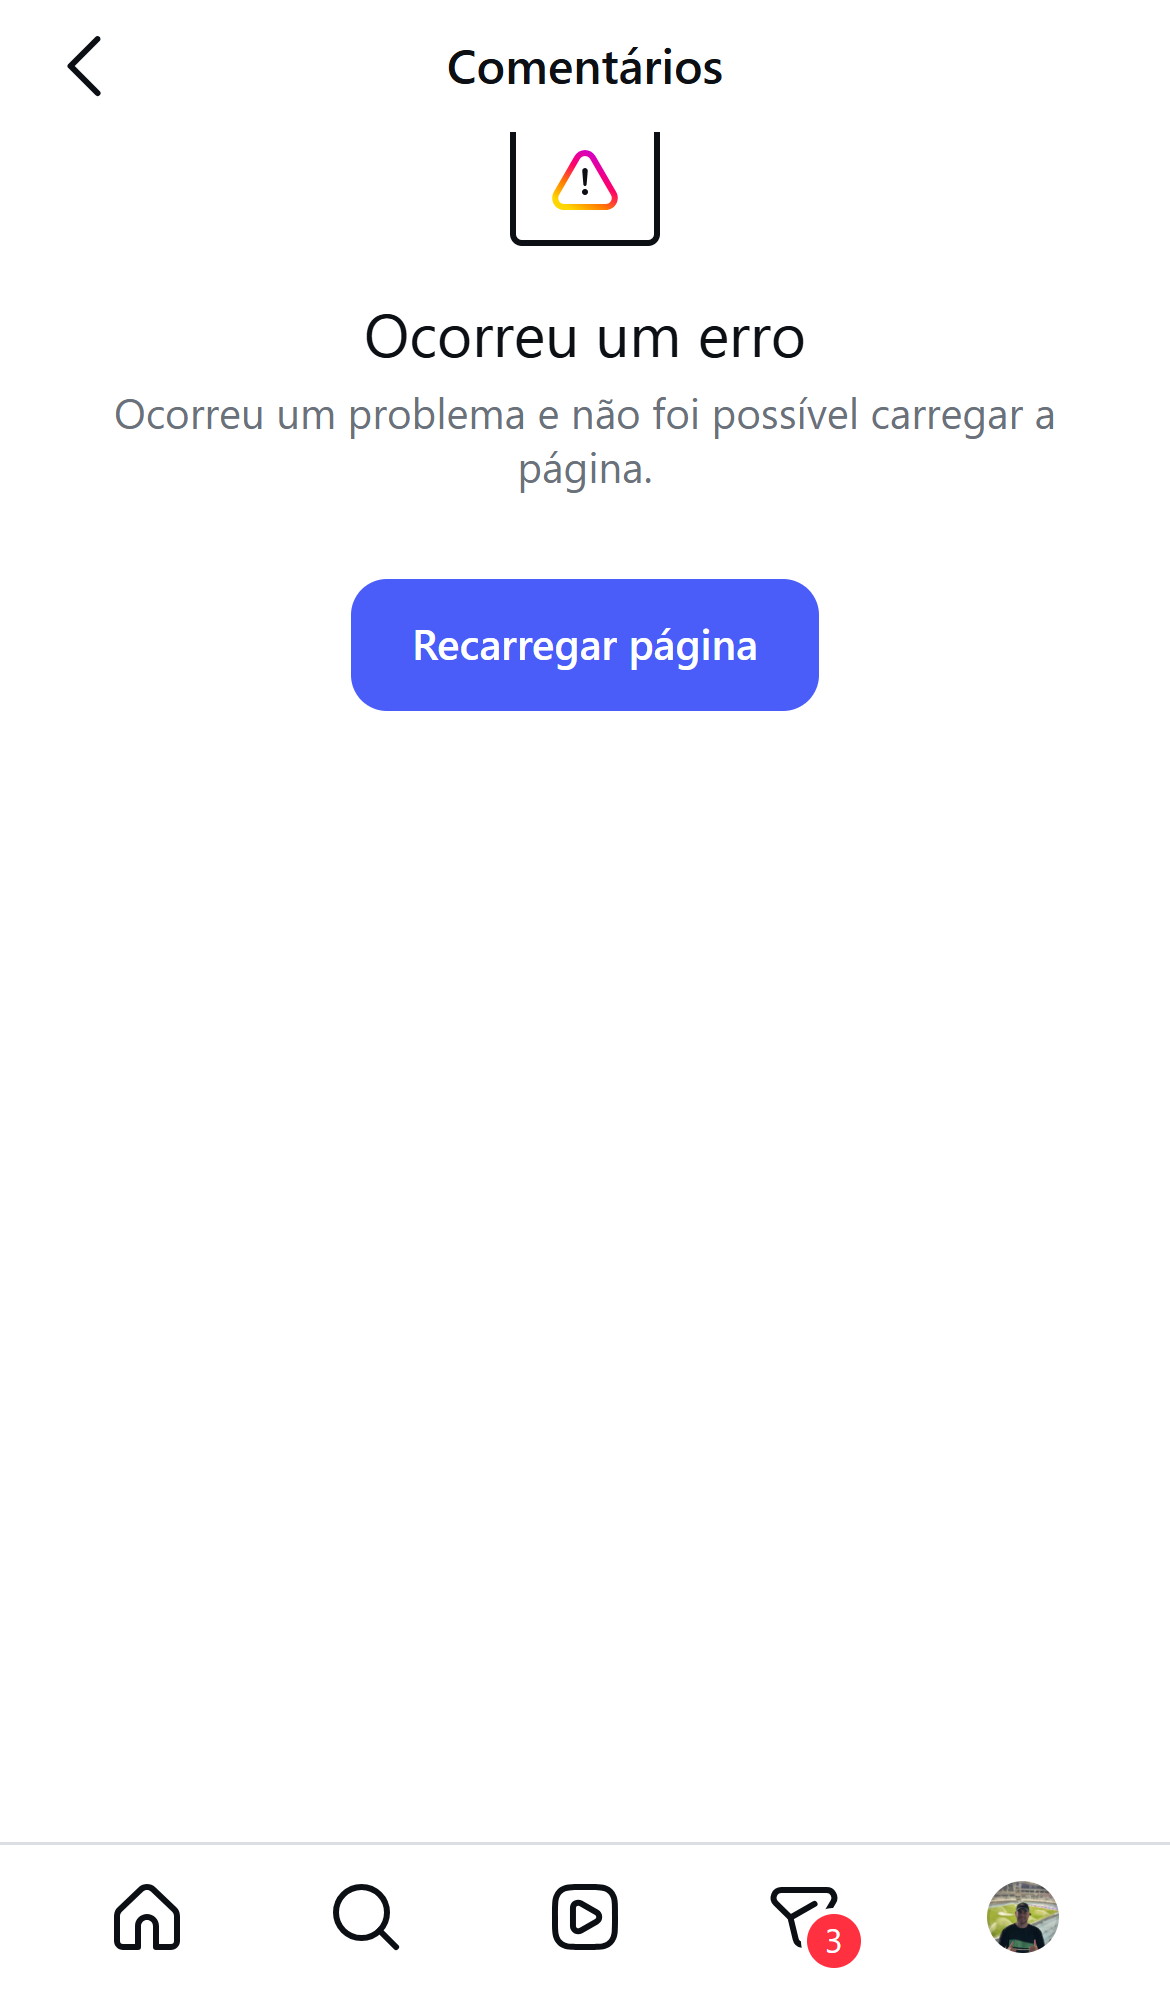 Comentários
Ocorreu um erro
Ocorreu um problema e não foi possível carregar a
página.
Recarregar página
3